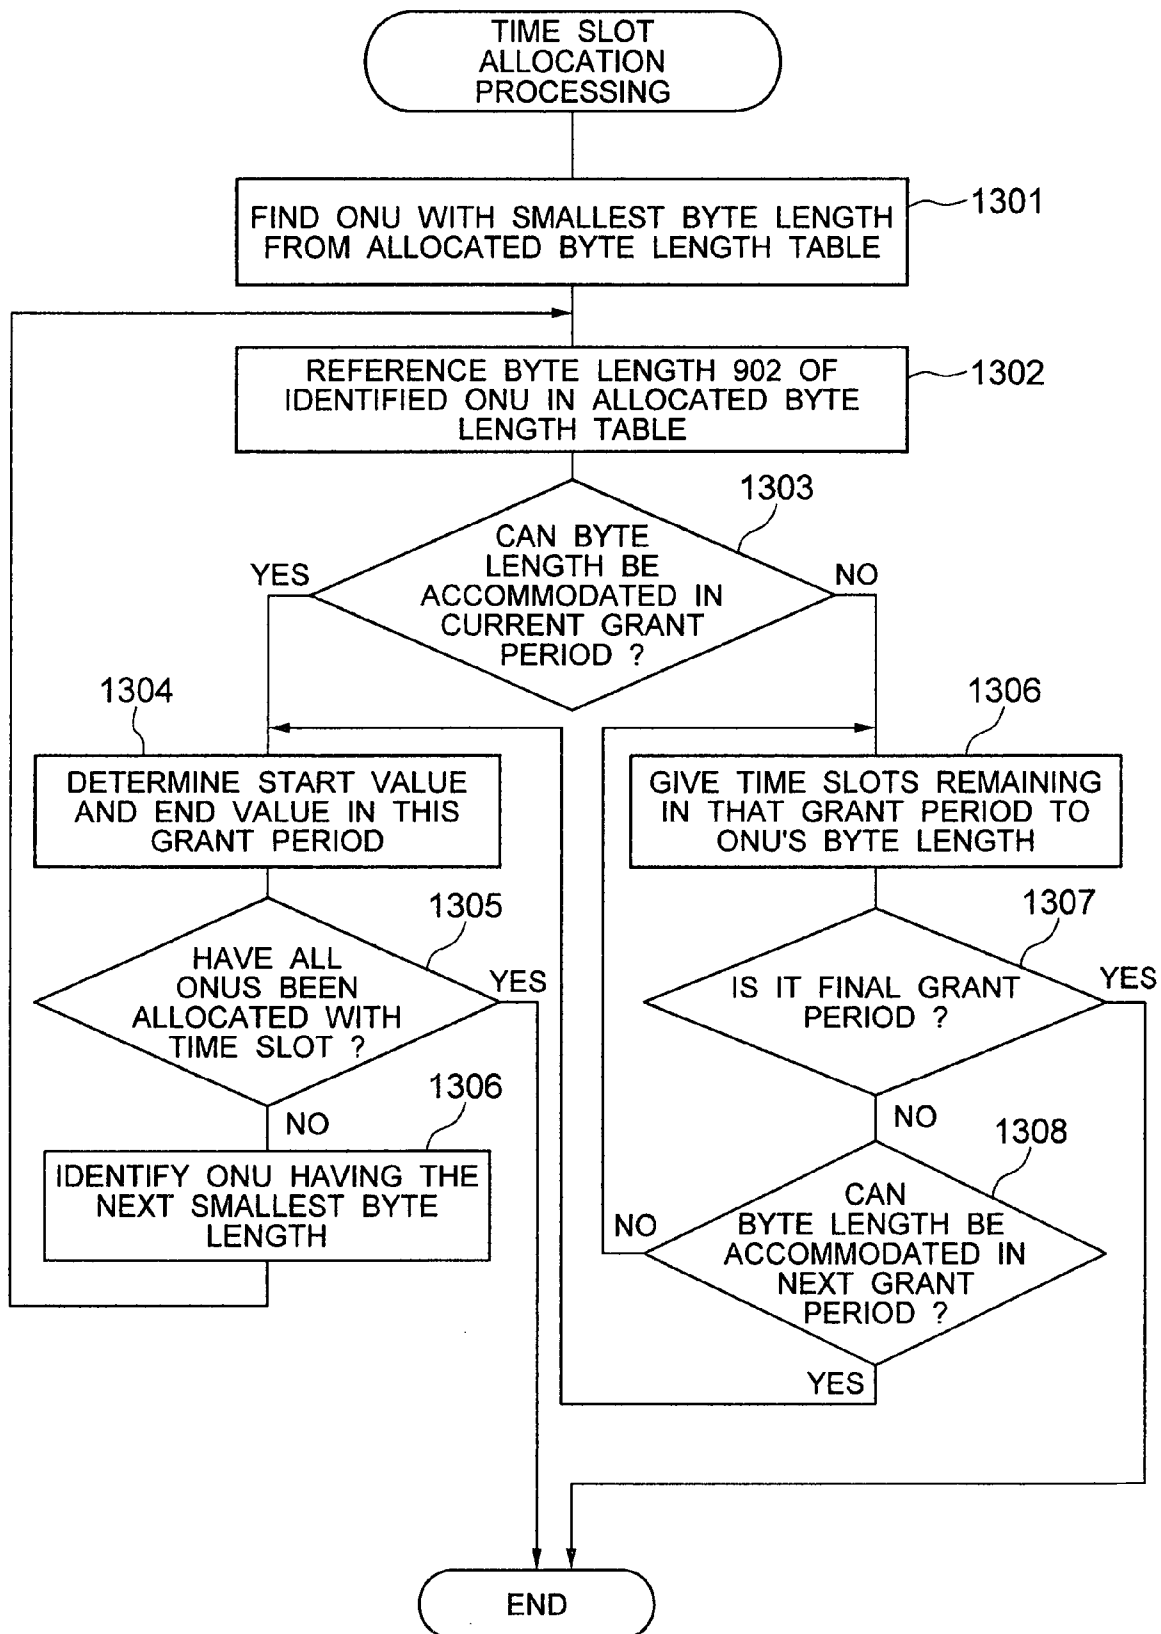 TIME SLOT
ALLOCATION
PROCESSING
FIND ONU WITH SMALLEST BYTE LENGTH
FROM ALLOCATED BYTE LENGTH TABLE
1301
REFERENCE BYTE LENGTH 902 OF
IDENTIFIED ONU IN ALLOCATED BYTE
LENGTH TABLE
1302
1303
CAN BYTE
LENGTH BE
ACCOMMODATED IN
CURRENT GRANT
PERIOD ?
YES
NO
1304
DETERMINE START VALUE
AND END VALUE IN THIS
GRANT PERIOD
1305
HAVE ALL
ONUS BEEN
ALLOCATED WITH
TIME SLOT ?
YES
NO
1306
IDENTIFY ONU HAVING THE
NEXT SMALLEST BYTE
LENGTH
1306
GIVE TIME SLOTS REMAINING
IN THAT GRANT PERIOD TO
ONU'S BYTE LENGTH
1307
IS IT FINAL GRANT
PERIOD ?
YES
NO
1308
CAN
BYTE LENGTH BE
ACCOMMODATED IN
NEXT GRANT
PERIOD ?
NO
YES
END